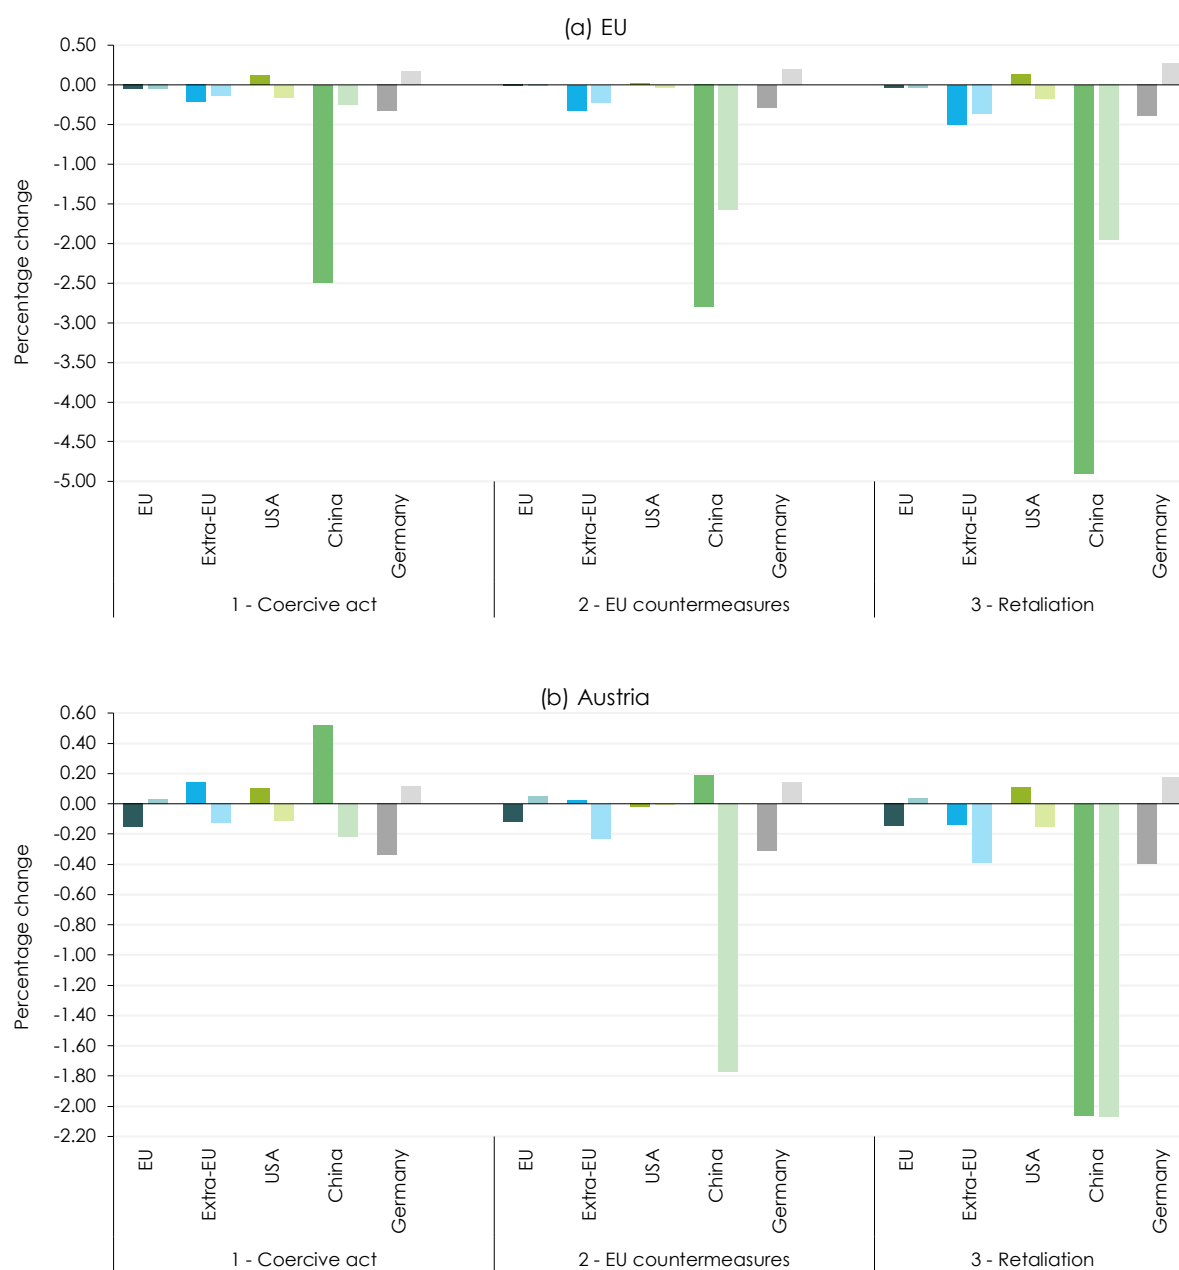 (a) EU
Percentage change
0.50
0.00
-0.50
-1.00
-1.50
-2.00
-2.50
-3.00
-3.50
-4.00
-4.50
-5.00
EU
Extra-EU
USA
China
Germany
EU
Extra-EU
USA
China
Germany
EU
Extra-EU
USA
China
Germany
1 - Coercive act
2 - EU countermeasures
3 - Retaliation
(b) Austria
Percentage change
0.60
0.40
0.20
0.00
-0.20
-0.40
-0.60
-0.80
-1.00
-1.20
-1.40
-1.60
-1.80
-2.00
-2.20
EU
Extra-EU
USA
China
Germany
EU
Extra-EU
USA
China
Germany
EU
Extra-EU
USA
China
Germany
1 - Coercive act
2 - EU countermeasures
3 - Retaliation